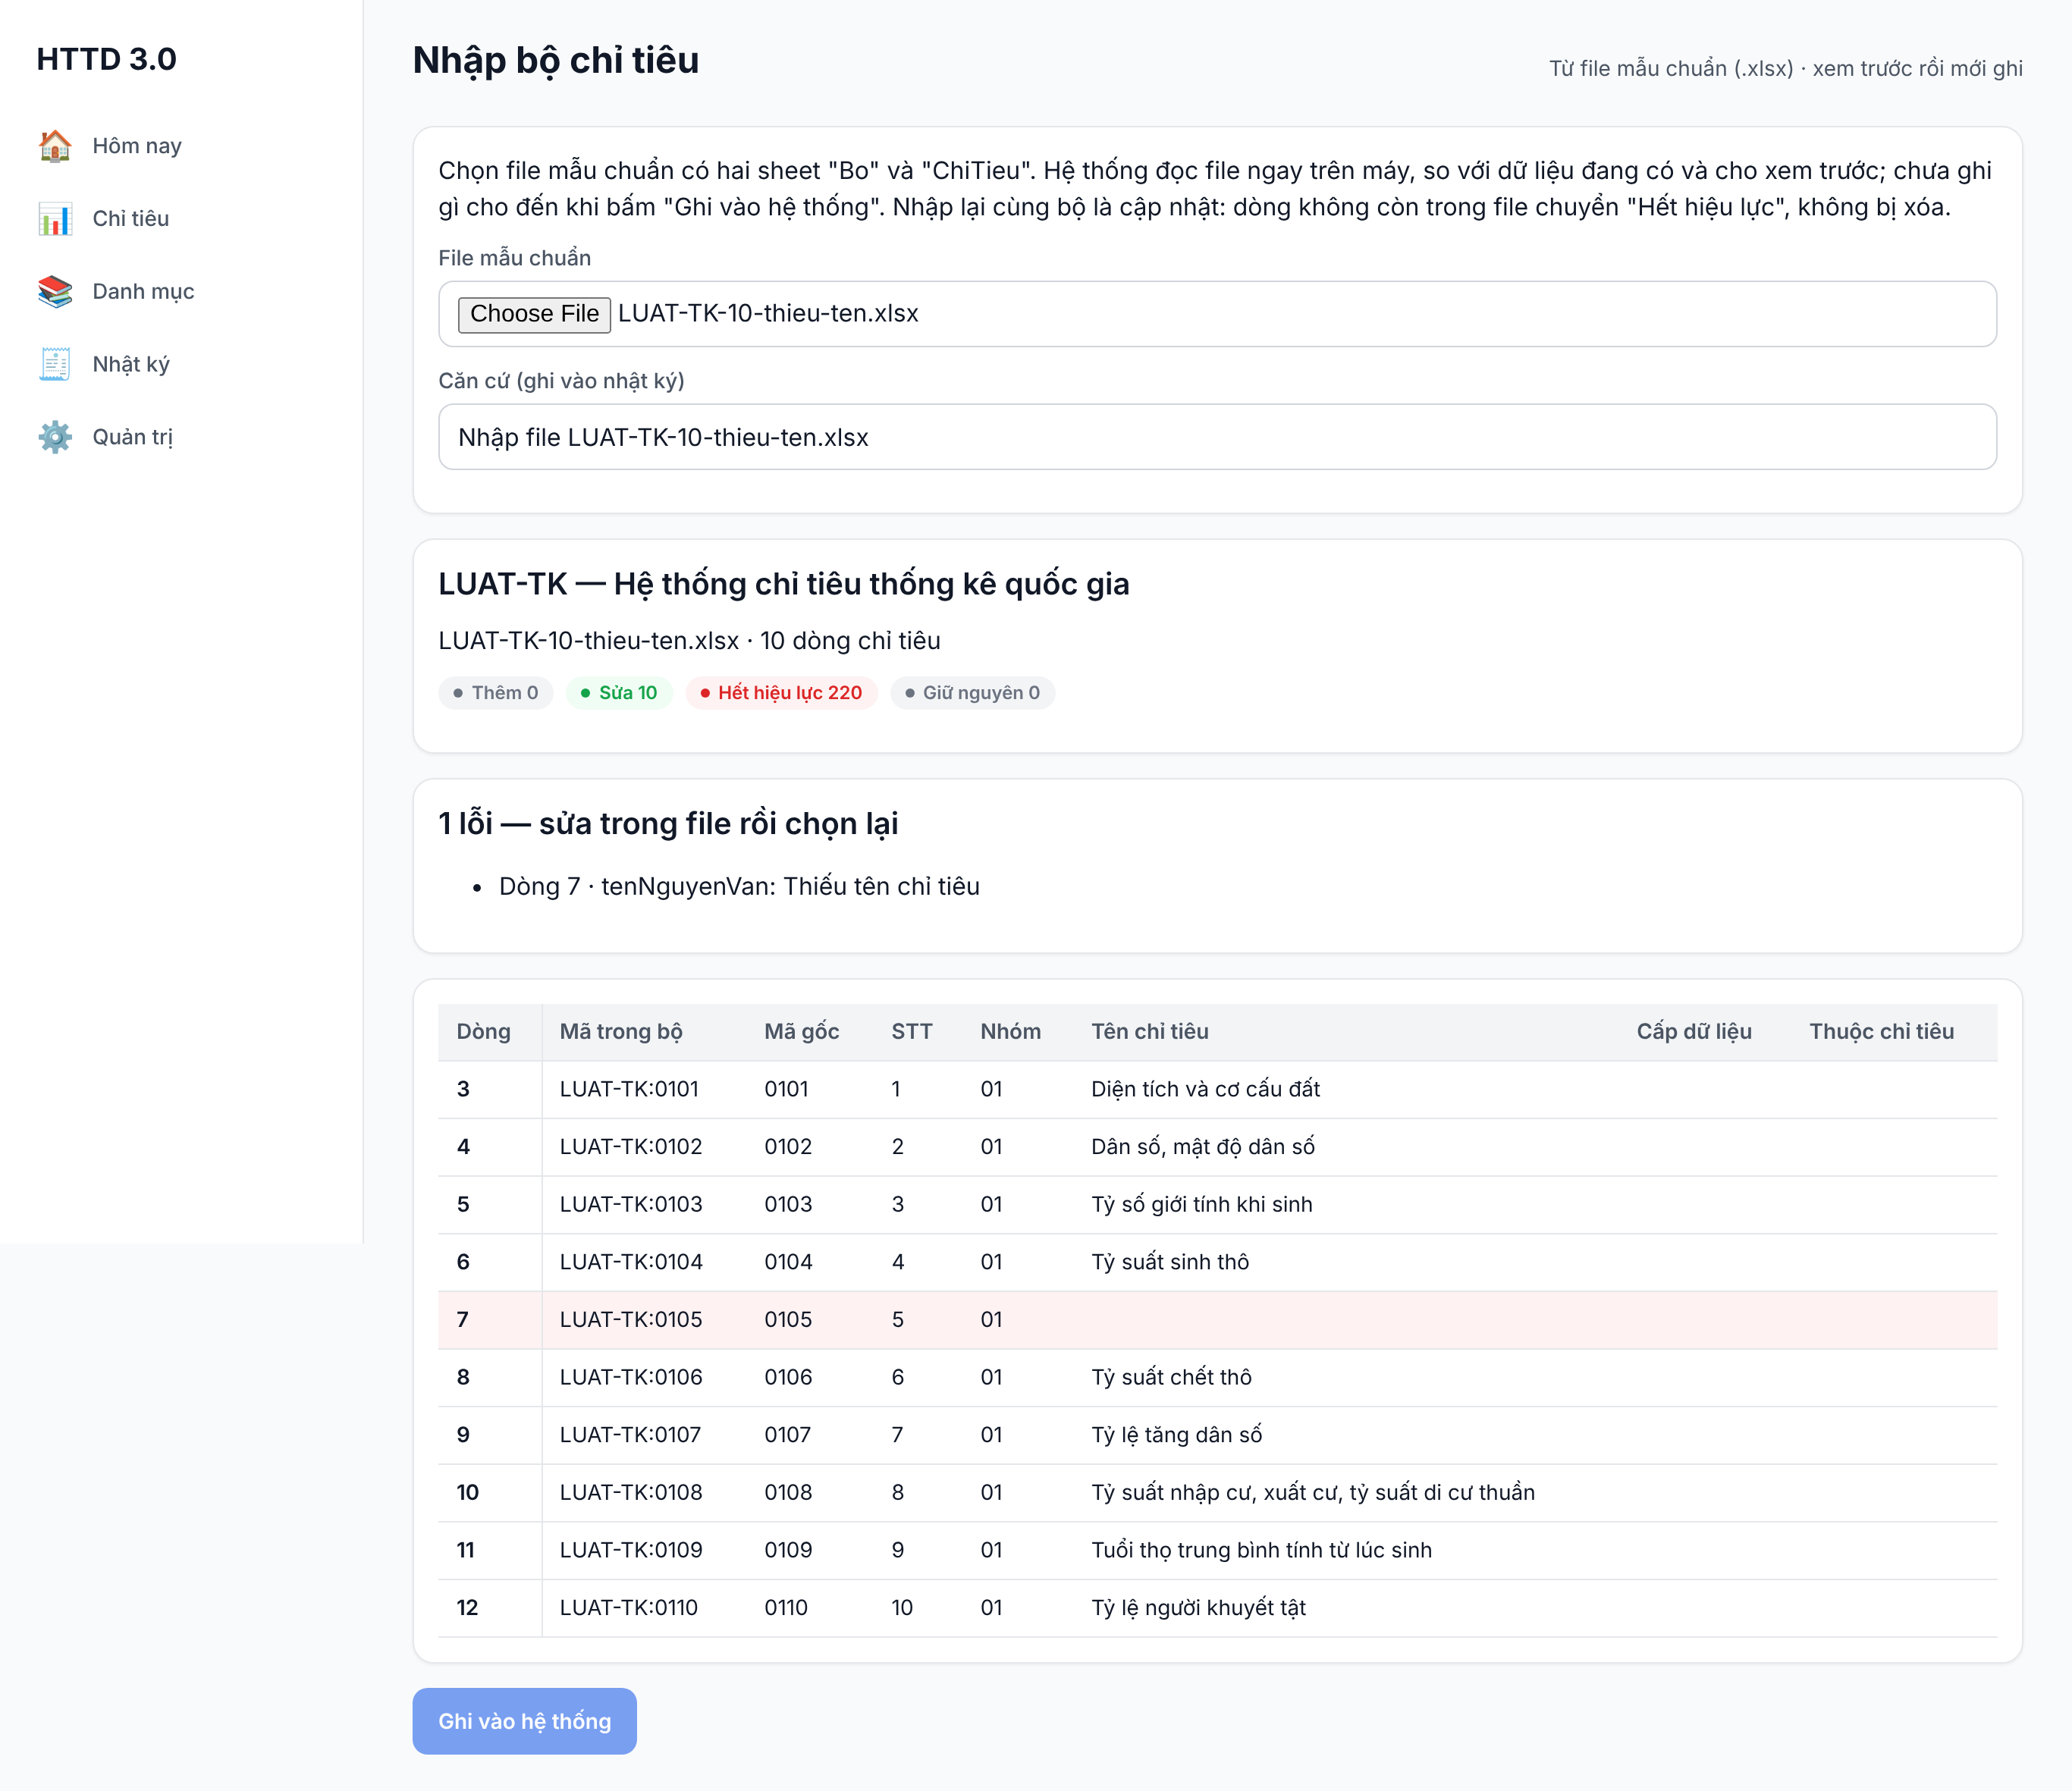 HTTD 3.0
Hôm nay
Chỉ tiêu
Danh mục
Nhật ký
Quản trị
Nhập bộ chỉ tiêu
Từ file mẫu chuẩn (.xlsx) · xem trước rồi mới ghi
Chọn file mẫu chuẩn có hai sheet "Bo" và "ChiTieu". Hệ thống đọc file ngay trên máy, so với dữ liệu đang có và cho xem trước; chưa ghi
gì cho đến khi bấm "Ghi vào hệ thống". Nhập lại cùng bộ là cập nhật: dòng không còn trong file chuyển "Hết hiệu lực", không bị xóa.
File mẫu chuẩn
Choose File LUAT-TK-10-thieu-ten.xlsx
Căn cứ (ghi vào nhật ký)
Nhập file LUAT-TK-10-thieu-ten.xlsx
LUAT-TK — Hệ thống chỉ tiêu thống kê quốc gia
LUAT-TK-10-thieu-ten.xlsx · 10 dòng chỉ tiêu
Thêm 0 Sửa 10 Hết hiệu lực 220 Giữ nguyên 0
1 lỗi — sửa trong file rồi chọn lại
• Dòng 7 · tenNguyenVan: Thiếu tên chỉ tiêu
Dòng Mã trong bộ Mã gốc STT Nhóm Tên chỉ tiêu Cấp dữ liệu Thuộc chỉ tiêu
3 LUAT-TK:0101 0101 1 01 Diện tích và cơ cấu đất
4 LUAT-TK:0102 0102 2 01 Dân số, mật độ dân số
5 LUAT-TK:0103 0103 3 01 Tỷ số giới tính khi sinh
6 LUAT-TK:0104 0104 4 01 Tỷ suất sinh thô
7 LUAT-TK:0105 0105 5 01
8 LUAT-TK:0106 0106 6 01 Tỷ suất chết thô
9 LUAT-TK:0107 0107 7 01 Tỷ lệ tăng dân số
10 LUAT-TK:0108 0108 8 01 Tỷ suất nhập cư, xuất cư, tỷ suất di cư thuần
11 LUAT-TK:0109 0109 9 01 Tuổi thọ trung bình tính từ lúc sinh
12 LUAT-TK:0110 0110 10 01 Tỷ lệ người khuyết tật
Ghi vào hệ thống